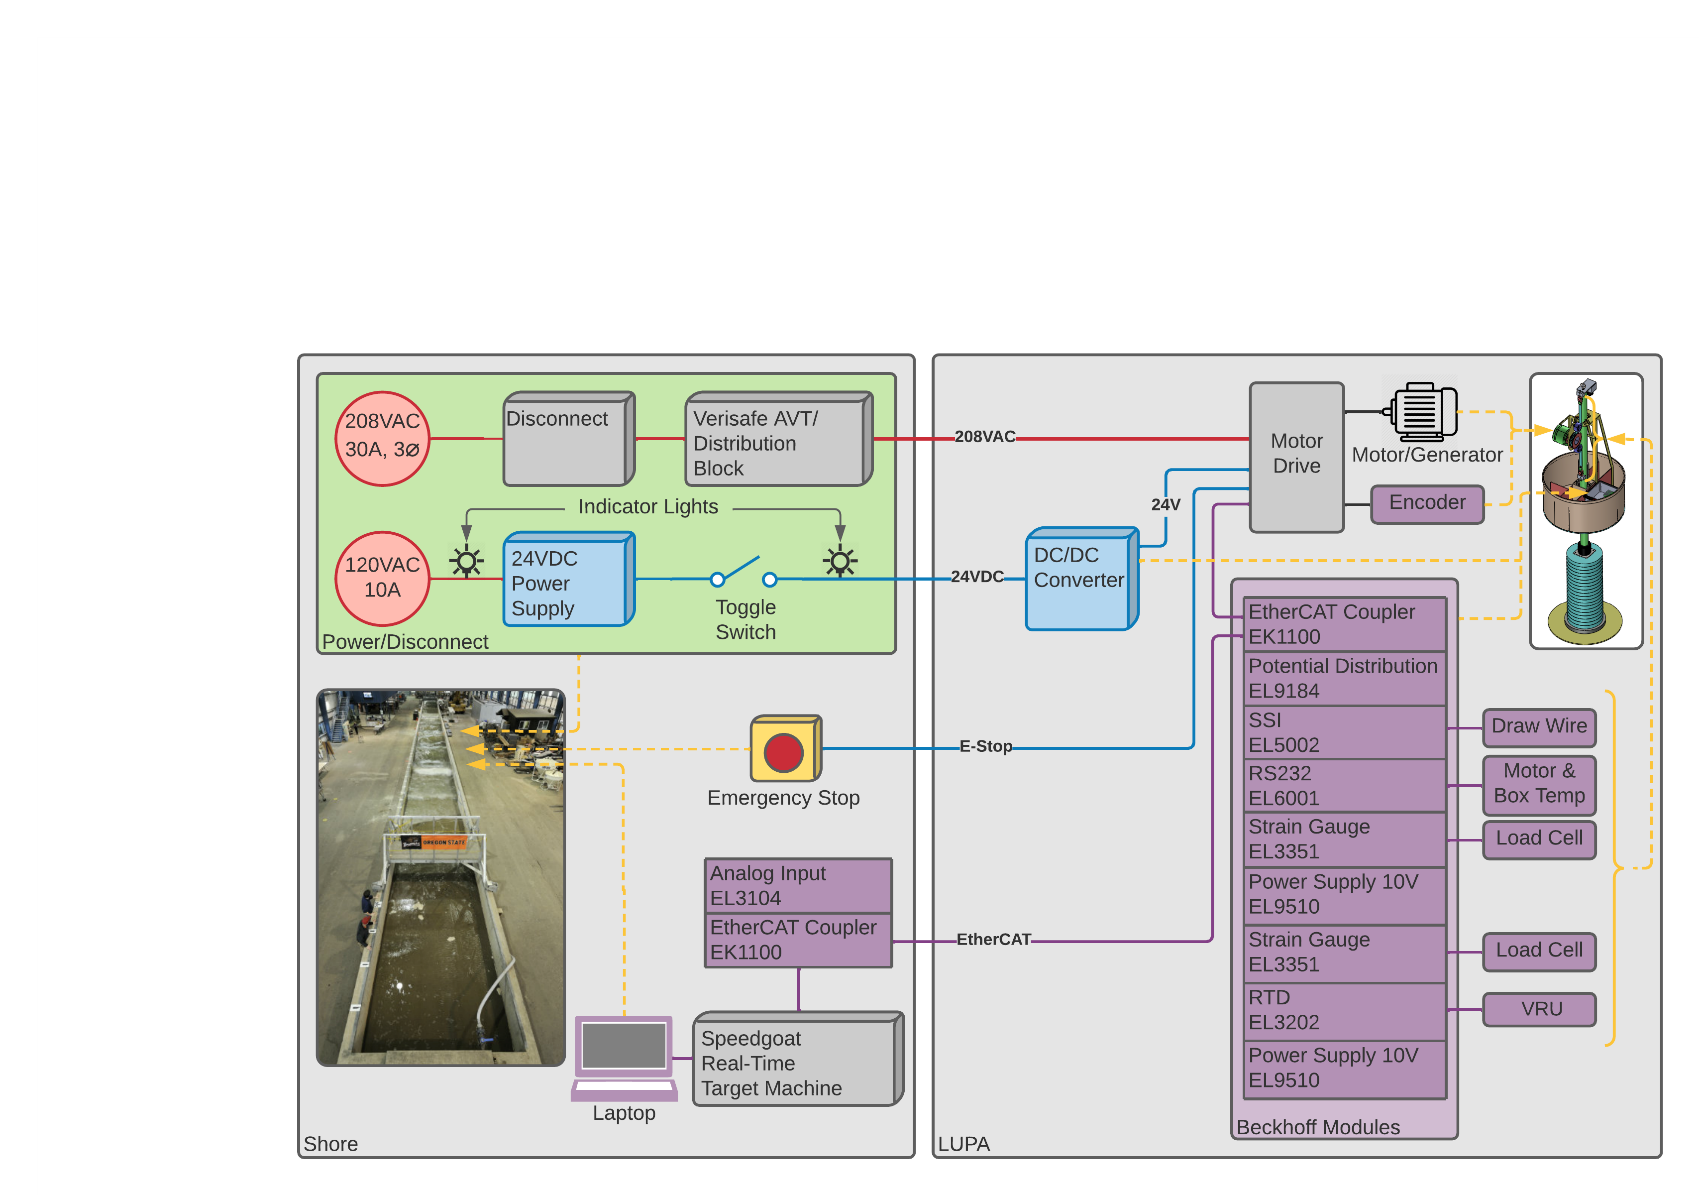 208VAC
30A, 3⌀
Disconnect
Verisafe AVT/
Distribution
Block
Indicator Lights
120VAC
10A
24VDC
Power
Supply
Toggle
Switch
Power/Disconnect
OREGON STATE
Emergency Stop
Analog Input
EL3104
EtherCAT Coupler
EK1100
Speedgoat
Real-Time
Target Machine
Laptop
Shore
208VAC
24V
24VDC
E-Stop
EtherCAT
DC/DC
Converter
Motor
Drive
Motor/Generator
Encoder
EtherCAT Coupler
EK1100
Potential Distribution
EL9184
SSI
EL5002
RS232
EL6001
Strain Gauge
EL3351
Power Supply 10V
EL9510
Strain Gauge
EL3351
RTD
EL3202
Power Supply 10V
EL9510
Beckhoff Modules
Draw Wire
Motor &
Box Temp
Load Cell
Load Cell
VRU
LUPA